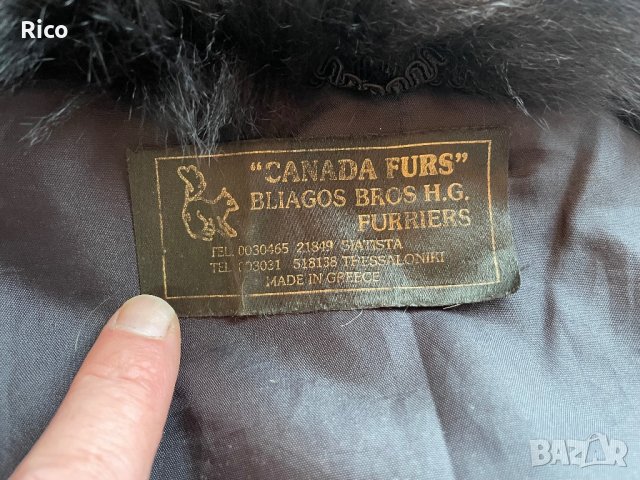 Rico
"CANADA FURS"
BLIAGOS BROS H.G.
FURRIERS
TEL. 0030465 21849 SIATISTA
TEL 003031 518138 THESSALONIKI
MADE IN GREECE
BAZAR